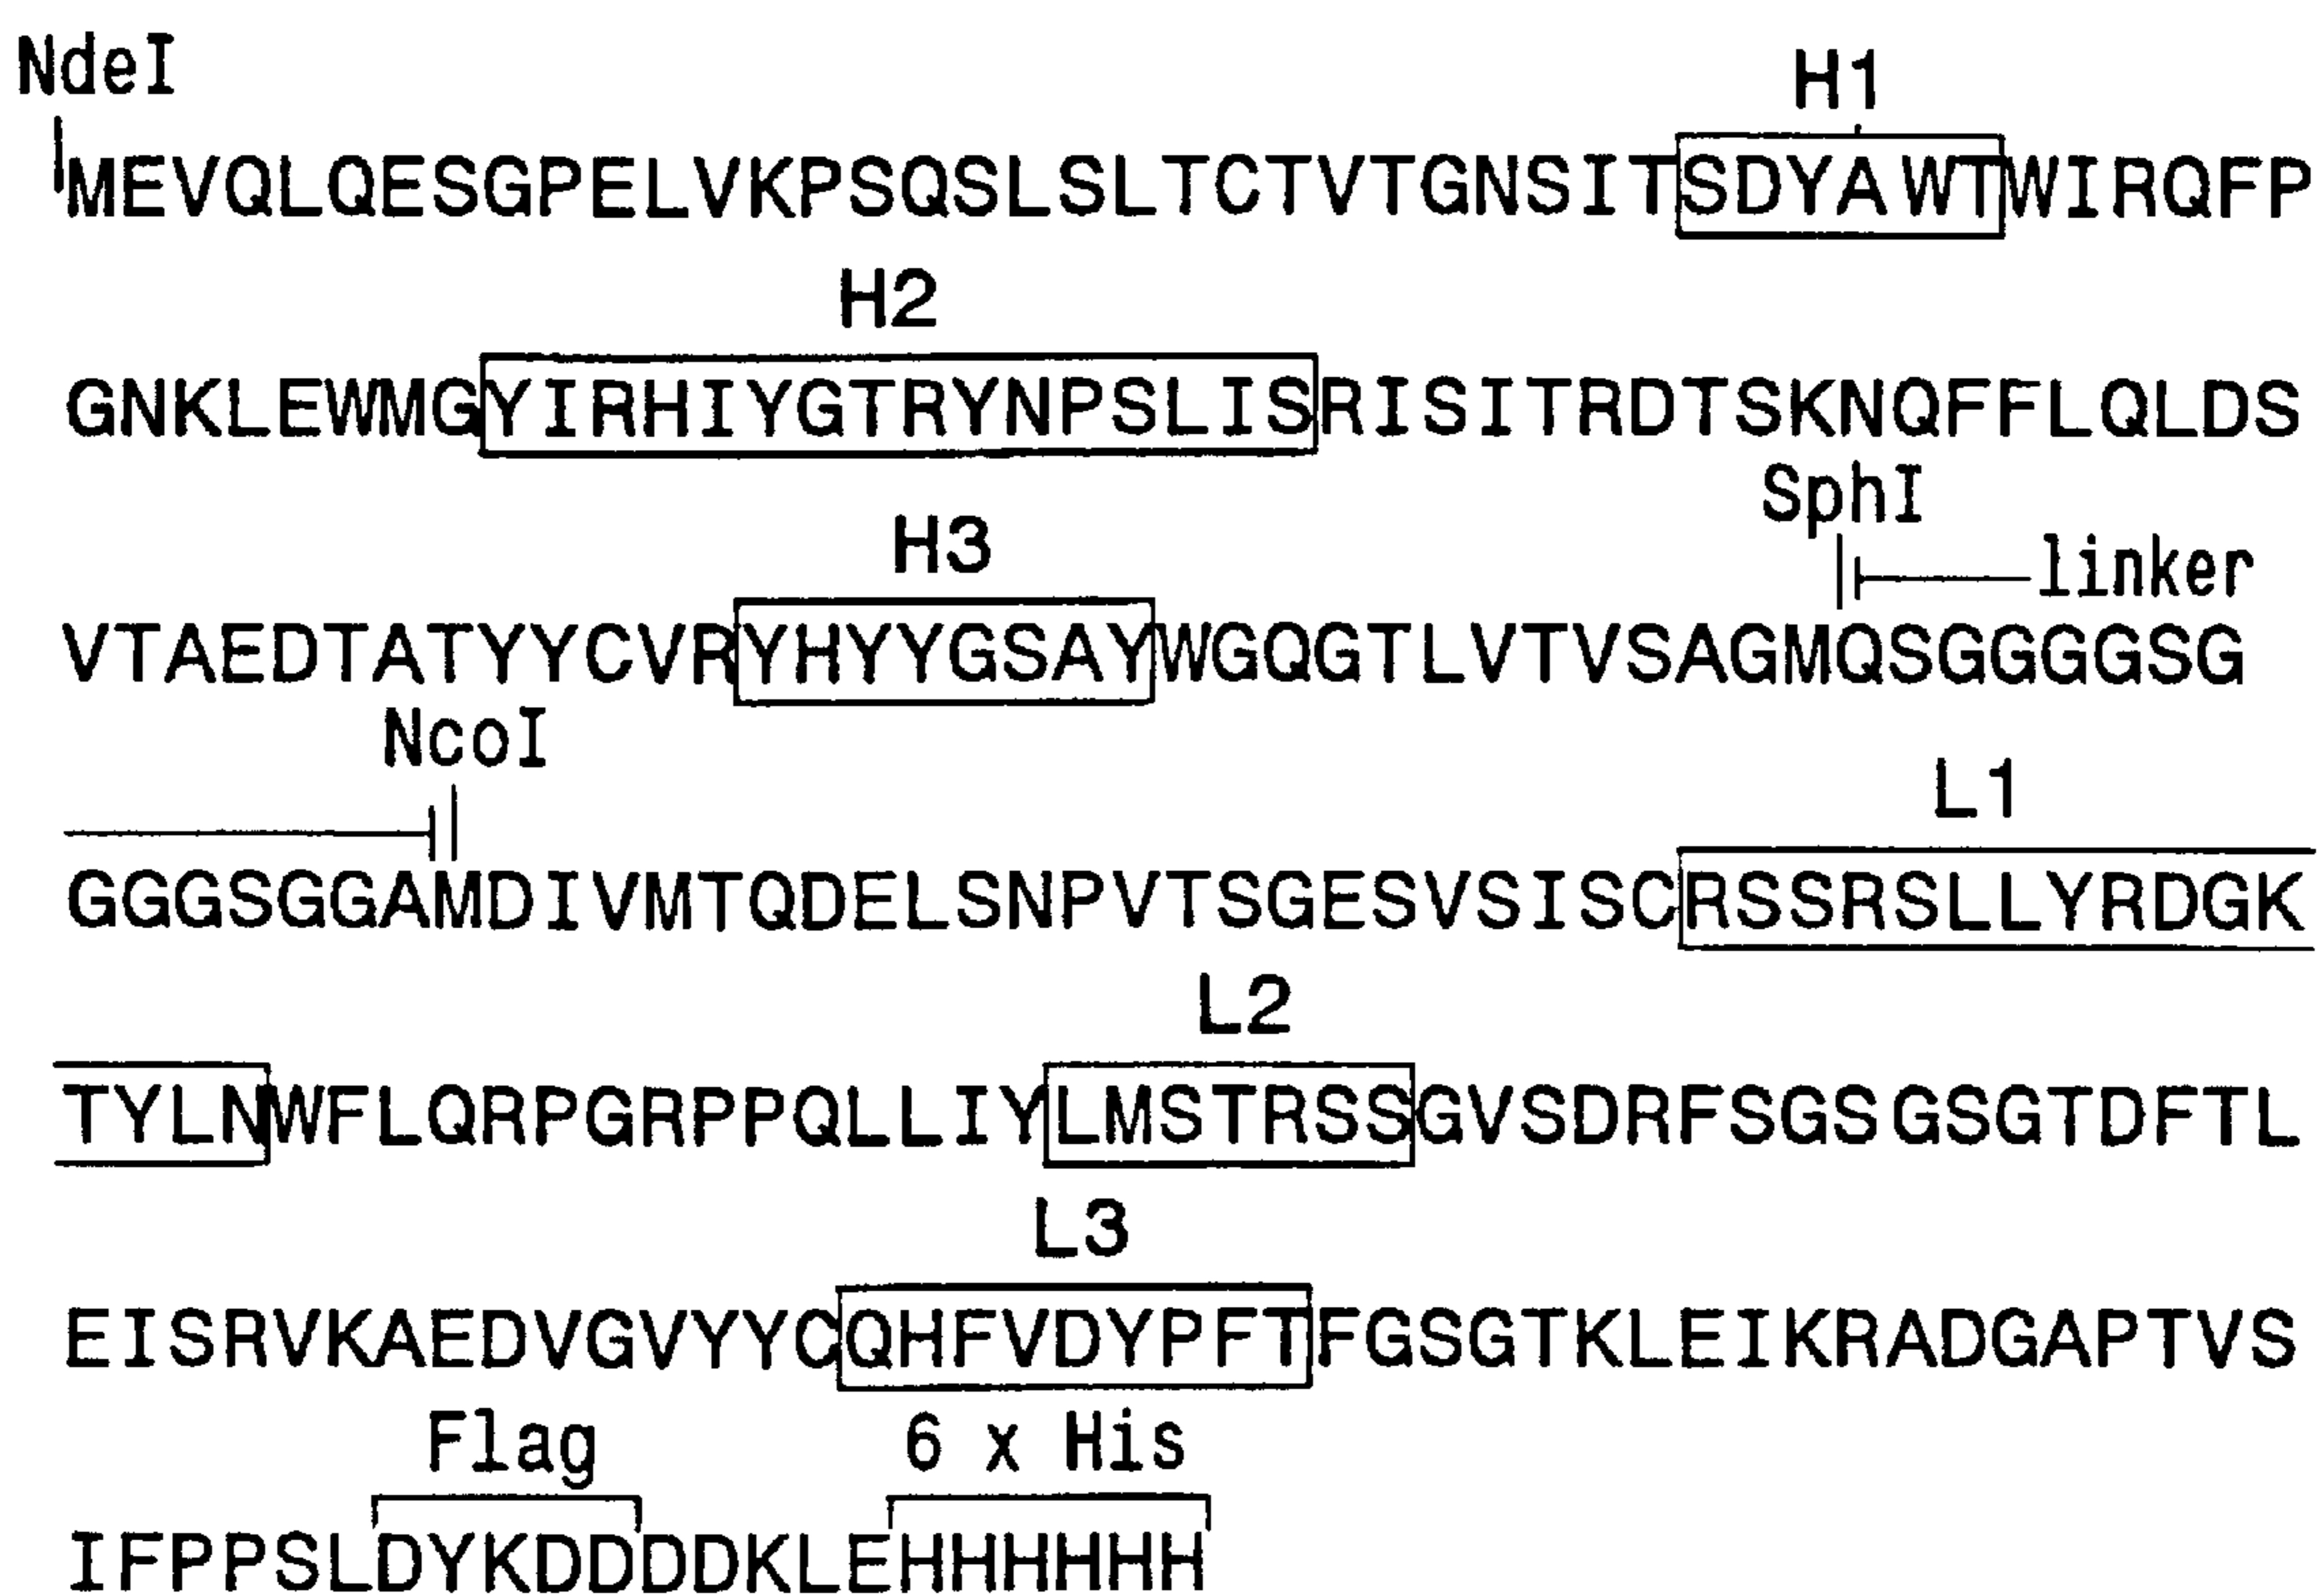 NdeI
H1
MEVQLQESGPELVKPSQSLSLTCTVTGNSITSDYAWTWIRQFP
H2
GNKLEWMGYIRHIYGTRYNPSLISRISITRDTSKNQFFLQLDS
SphI
H3
linker
VTAEDTATYYCVRYHYYGSAYWGQGTLVTVSAGMQSGGGGSG
NcoI
L1
GGGSGGAMDIVMTQDELSNPVTSGESVSISCRSSRSLLYRDGK
L2
TYLNWFLQRPGRPPQLLIYLMSTRSSGVSDRFSGSGSGTDFTL
L3
EISRVKAEDVGVYYCQHFVDYPFTFGSGTKLEIKRADGAPTVS
Flag 6 x His
IFPPSLDYKDDDDKLEHHHHHH